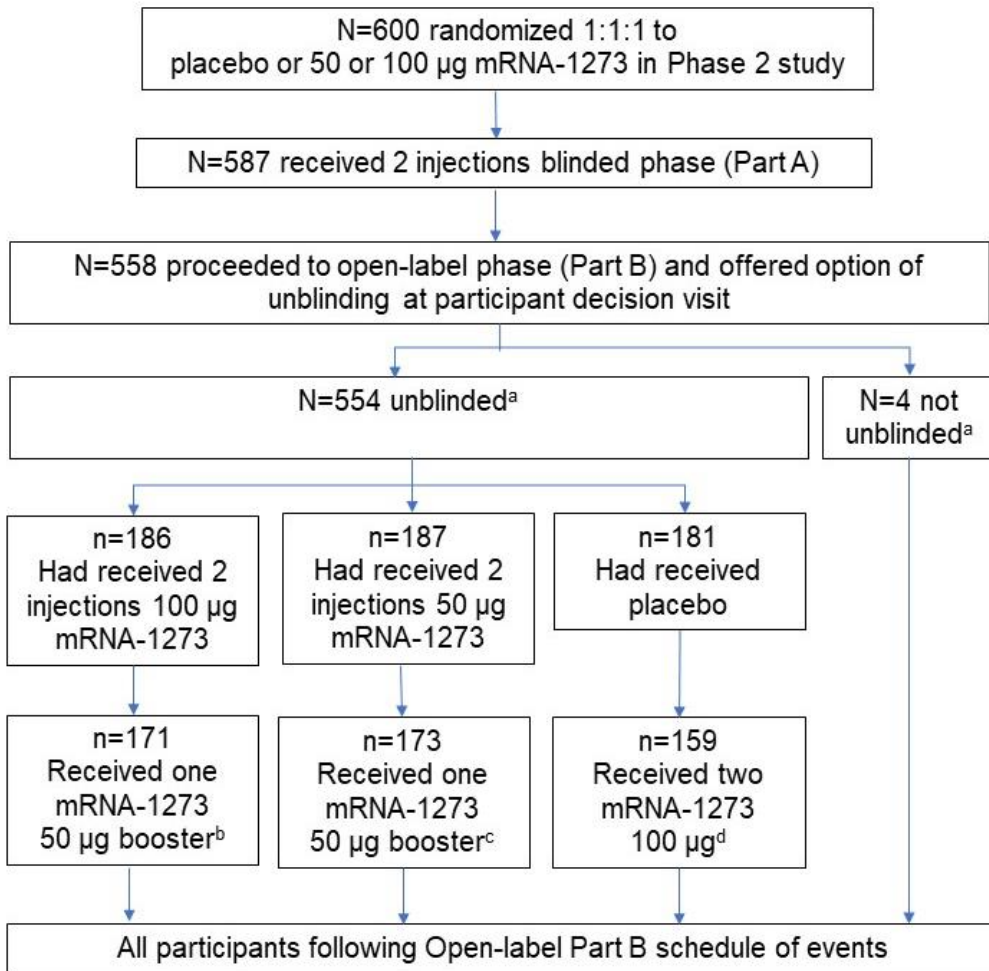 N=600 randomized 1:1:1 to
placebo or 50 or 100 µg mRNA-1273 in Phase 2 study
N=587 received 2 injections blinded phase (Part A)
N=558 proceeded to open-label phase (Part B) and offered option of
unblinding at participant decision visit
N=554 unblindedᵃ
N=4 not
unblindedᵃ
n=186
Had received 2
injections 100 µg
mRNA-1273
n=187
Had received 2
injections 50 µg
mRNA-1273
n=181
Had received
placebo
n=171
Received one
mRNA-1273
50 µg boosterᵇ
n=173
Received one
mRNA-1273
50 µg boosterᶜ
n=159
Received two
mRNA-1273
100 µgᵈ
All participants following Open-label Part B schedule of events